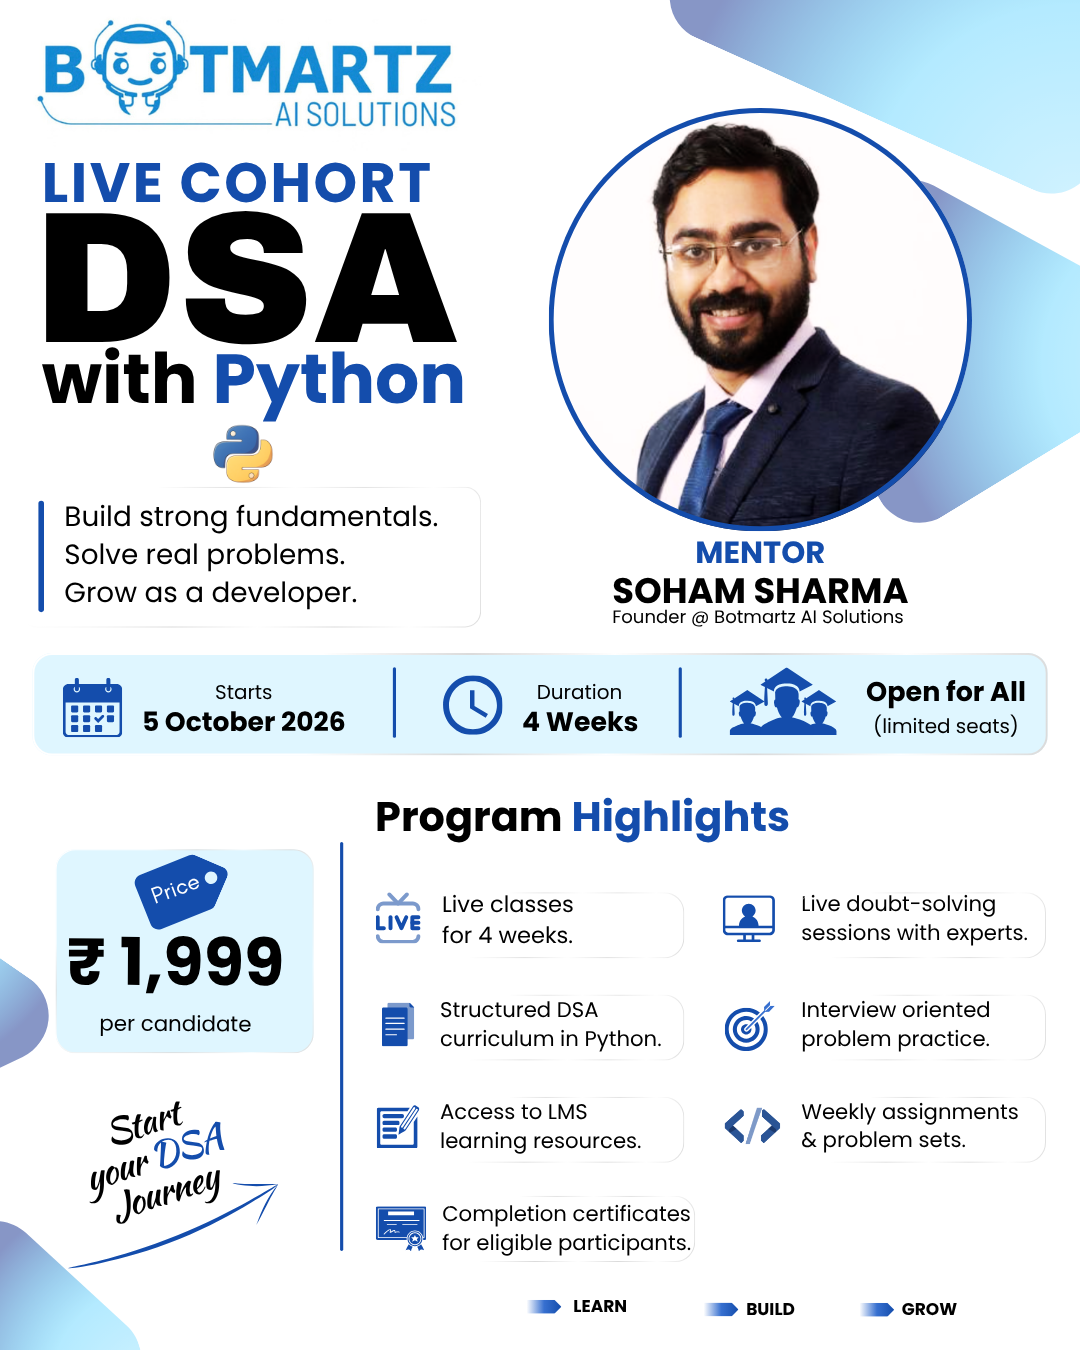 BOTMARTZ
AI SOLUTIONS
LIVE COHORT
DSA
with Python
Build strong fundamentals.
Solve real problems.
Grow as a developer.
MENTOR
SOHAM SHARMA
Founder @ Botmartz AI Solutions
Starts
5 October 2026
Duration
4 Weeks
Open for All
(limited seats)
Program Highlights
Price
₹ 1,999
per candidate
Start
your DSA
Journey
LIVE
Live classes
for 4 weeks.
Live doubt-solving
sessions with experts.
Structured DSA
curriculum in Python.
Interview oriented
problem practice.
Access to LMS
learning resources.
Weekly assignments
& problem sets.
Completion certificates
for eligible participants.
LEARN
BUILD
GROW